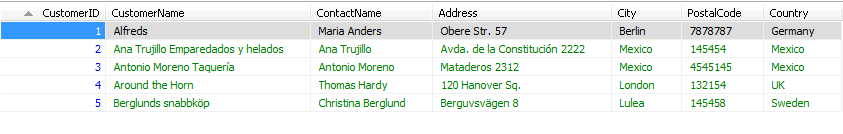 CustomerID CustomerName ContactName Address City PostalCode Country
1 Alfreds Maria Anders Obere Str. 57 Berlin 7878787 Germany
2 Ana Trujillo Emparedados y helados Ana Trujillo Avda. de la Constitución 2222 Mexico 145454 Mexico
3 Antonio Moreno Taquería Antonio Moreno Mataderos 2312 Mexico 4545145 Mexico
4 Around the Horn Thomas Hardy 120 Hanover Sq. London 132154 UK
5 Berglunds snabbköp Christina Berglund Berguvsvägen 8 Lulea 145458 Sweden